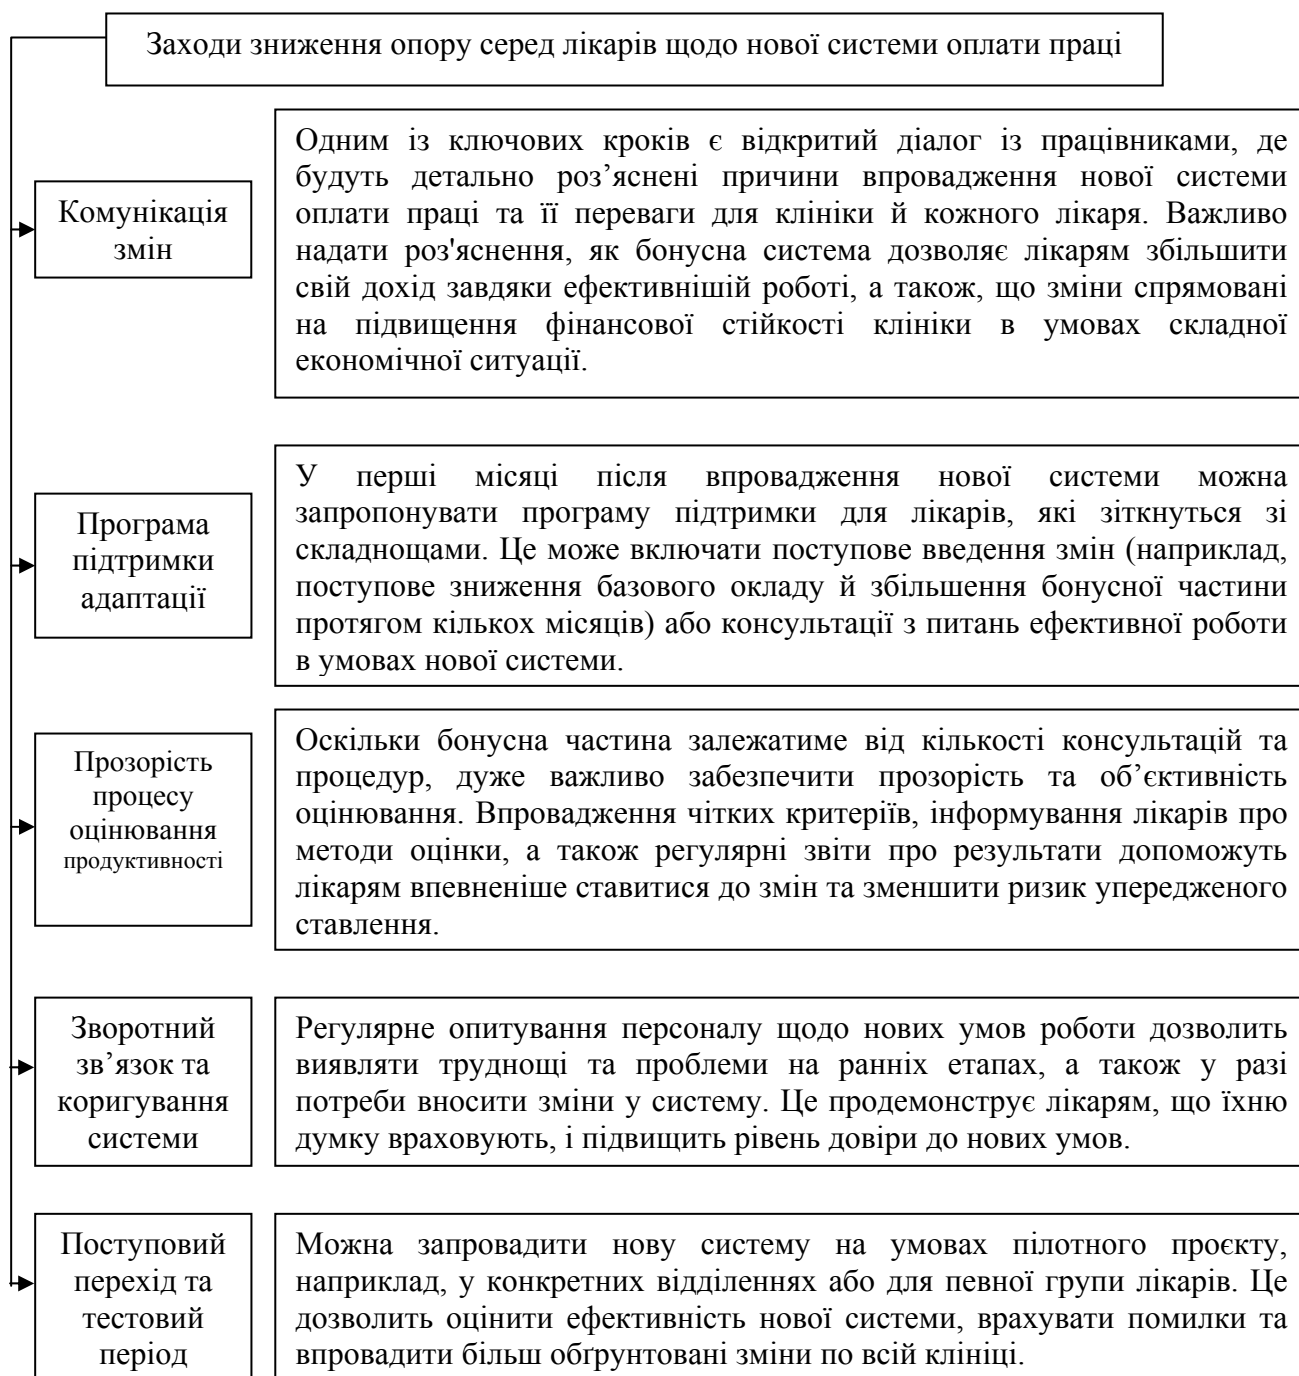 Заходи зниження опору серед лікарів щодо нової системи оплати праці
Комунікація
змін
Одним із ключових кроків є відкритий діалог із працівниками, де
будуть детально роз’яснені причини впровадження нової системи
оплати праці та її переваги для клініки й кожного лікаря. Важливо
надати роз'яснення, як бонусна система дозволяє лікарям збільшити
свій дохід завдяки ефективнішій роботі, а також, що зміни спрямовані
на підвищення фінансової стійкості клініки в умовах складної
економічної ситуації.
Програма
підтримки
адаптації
У перші місяці після впровадження нової системи можна
запропонувати програму підтримки для лікарів, які зіткнуться зі
складнощами. Це може включати поступове введення змін (наприклад,
поступове зниження базового окладу й збільшення бонусної частини
протягом кількох місяців) або консультації з питань ефективної роботи
в умовах нової системи.
Прозорість
процесу
оцінювання
продуктивності
Оскільки бонусна частина залежатиме від кількості консультацій та
процедур, дуже важливо забезпечити прозорість та об’єктивність
оцінювання. Впровадження чітких критеріїв, інформування лікарів про
методи оцінки, а також регулярні звіти про результати допоможуть
лікарям впевненіше ставитися до змін та зменшити ризик упередженого
ставлення.
Зворотний
зв’язок та
коригування
системи
Регулярне опитування персоналу щодо нових умов роботи дозволить
виявляти труднощі та проблеми на ранніх етапах, а також у разі
потреби вносити зміни у систему. Це продемонструє лікарям, що їхню
думку враховують, і підвищить рівень довіри до нових умов.
Поступовий
перехід та
тестовий
період
Можна запровадити нову систему на умовах пілотного проєкту,
наприклад, у конкретних відділеннях або для певної групи лікарів. Це
дозволить оцінити ефективність нової системи, врахувати помилки та
впровадити більш обґрунтовані зміни по всій клініці.